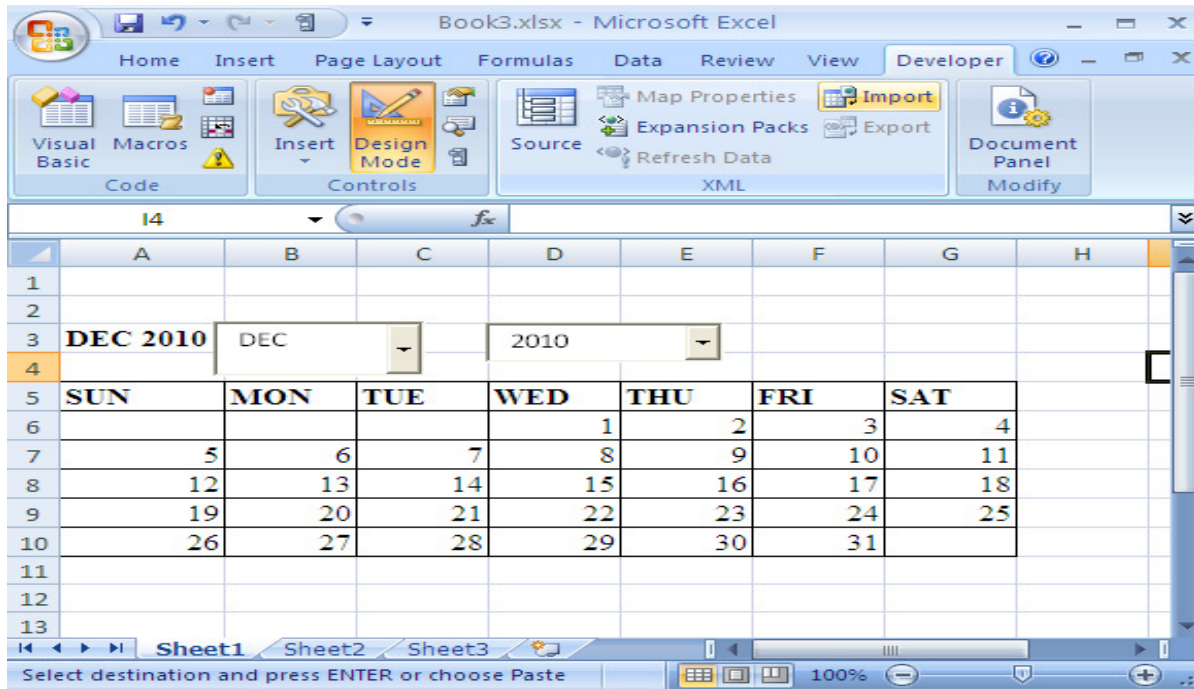 Book3.xlsx - Microsoft Excel
Home Insert Page Layout Formulas Data Review View Developer
Visual Basic Macros Insert Design Mode Source Map Properties Import
Expansion Packs Export
Refresh Data
Document Panel
Code Controls XML Modify
I4 fx
A B C D E F G H
1
2
3 DEC 2010 DEC 2010
4
5 SUN MON TUE WED THU FRI SAT
6 1 2 3 4
7 5 6 7 8 9 10 11
8 12 13 14 15 16 17 18
9 19 20 21 22 23 24 25
10 26 27 28 29 30 31
11
12
13
Sheet1 Sheet2 Sheet3
Select destination and press ENTER or choose Paste 100%